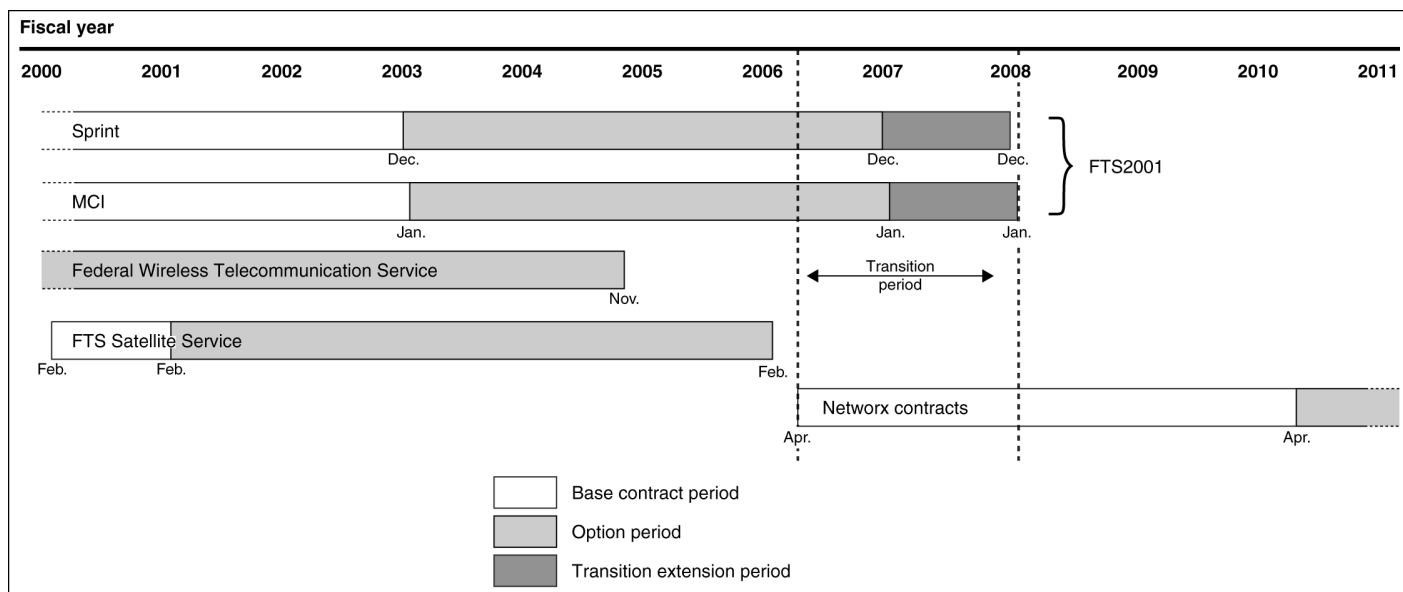 Fiscal year
2000 2001 2002 2003 2004 2005 2006 2007 2008 2009 2010 2011
Sprint
Dec. Dec. Dec.
FTS2001
MCI
Jan. Jan. Jan.
Federal Wireless Telecommunication Service
Nov.
Transition
period
FTS Satellite Service
Feb. Feb. Feb.
Networx contracts
Apr. Apr.
Base contract period
Option period
Transition extension period